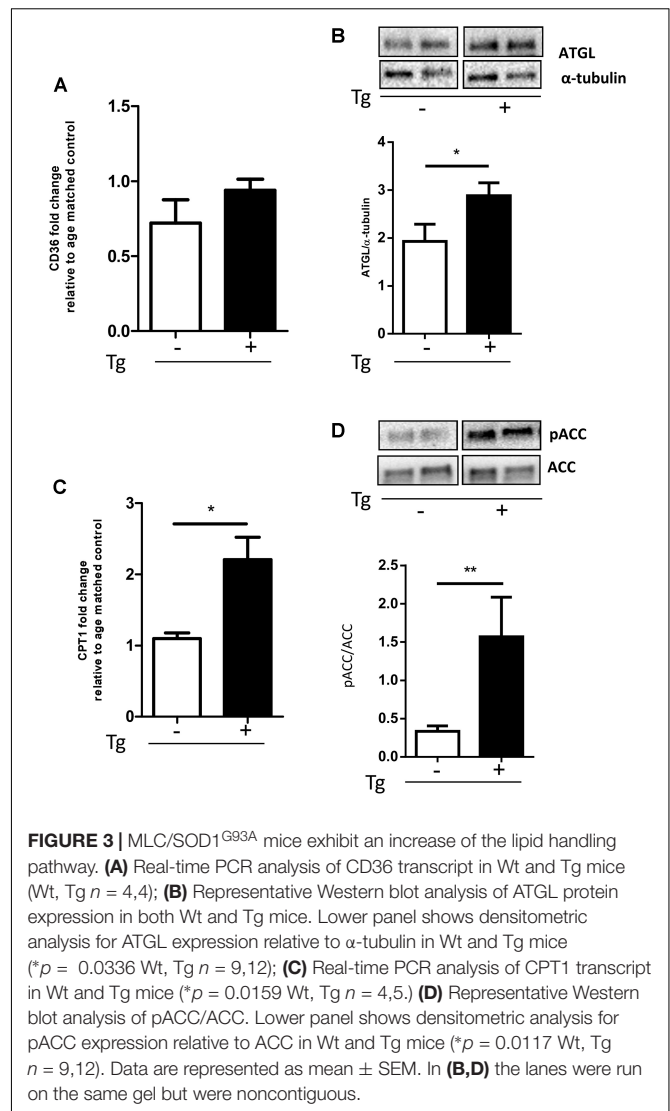 A
1.5
1.0
0.5
0.0
CD36 fold change
relative to age matched control
- +
Tg
B
ATGL
α-tubulin
Tg
- +
*
4
3
2
1
0
ATGL/α-tubulin
- +
Tg
C
*
3
2
1
0
CPT1 fold change
relative to age matched control
- +
Tg
D
pACC
ACC
Tg
- +
**
2.5
2.0
1.5
1.0
0.5
0.0
pACC/ACC
- +
Tg
FIGURE 3 | MLC/SOD1G93A mice exhibit an increase of the lipid handling
pathway. (A) Real-time PCR analysis of CD36 transcript in Wt and Tg mice
(Wt, Tg n = 4,4); (B) Representative Western blot analysis of ATGL protein
expression in both Wt and Tg mice. Lower panel shows densitometric
analysis for ATGL expression relative to α-tubulin in Wt and Tg mice
(*p = 0.0336 Wt, Tg n = 9,12); (C) Real-time PCR analysis of CPT1 transcript
in Wt and Tg mice (*p = 0.0159 Wt, Tg n = 4,5.) (D) Representative Western
blot analysis of pACC/ACC. Lower panel shows densitometric analysis for
pACC expression relative to ACC in Wt and Tg mice (*p = 0.0117 Wt, Tg
n = 9,12). Data are represented as mean ± SEM. In (B,D) the lanes were run
on the same gel but were noncontiguous.